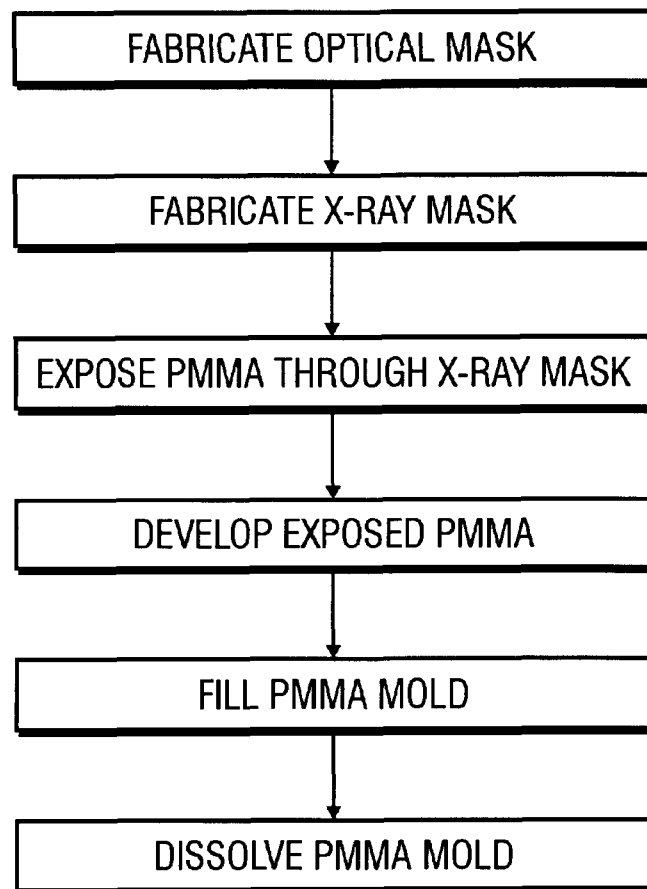 FABRICATE OPTICAL MASK
FABRICATE X-RAY MASK
EXPOSE PMMA THROUGH X-RAY MASK
DEVELOP EXPOSED PMMA
FILL PMMA MOLD
DISSOLVE PMMA MOLD